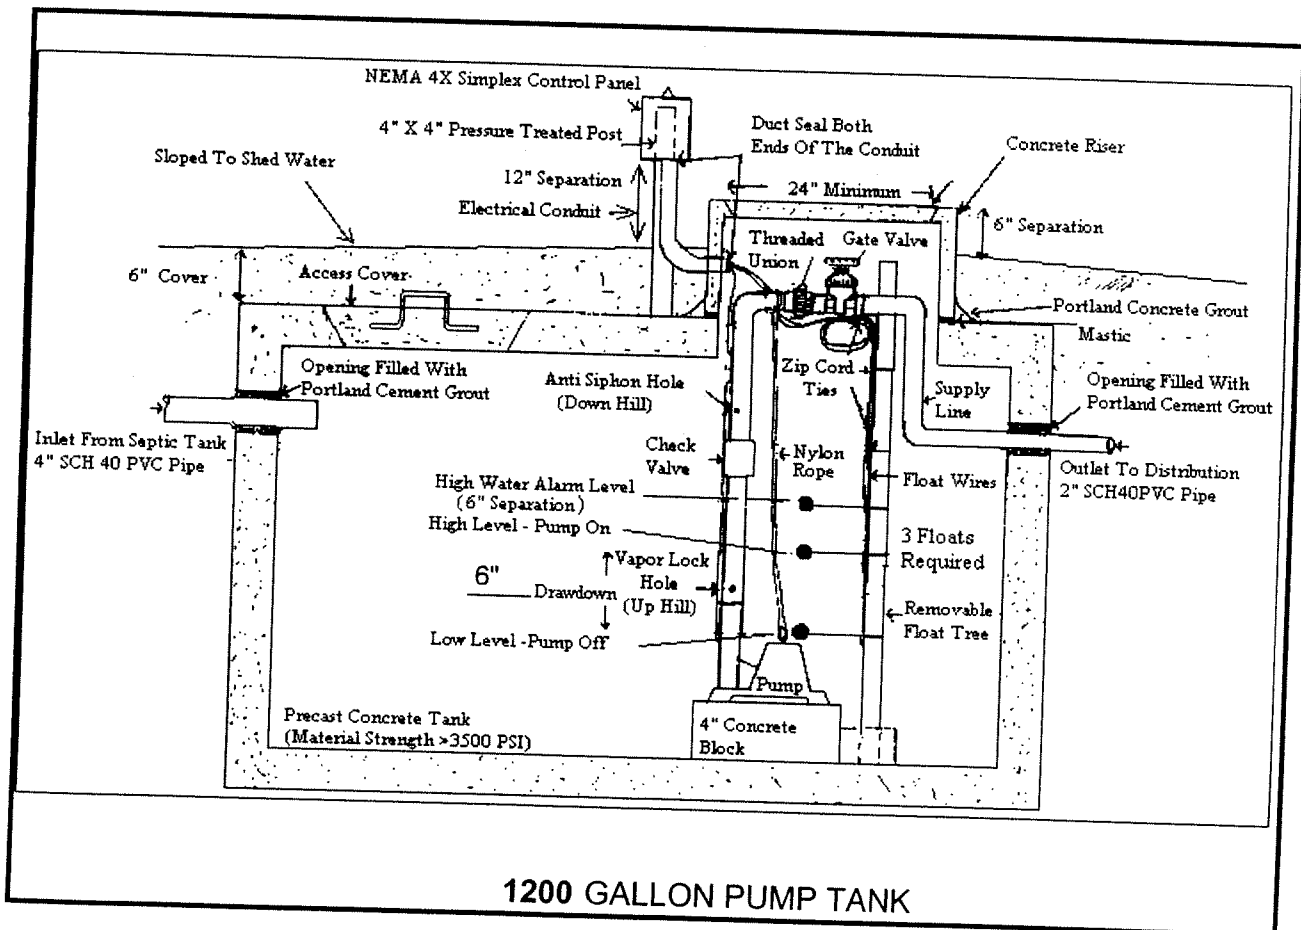 NEMA 4X Simplex Control Panel
4" X 4" Pressure Treated Post
Duct Seal Both
Ends Of The Conduit
Concrete Riser
Sloped To Shed Water
12" Separation
24" Minimum
Electrical Conduit
6" Separation
Threaded
Union
Gate Valve
6" Cover
Access Cover
Portland Concrete Grout
Mastic
Opening Filled With
Portland Cement Grout
Anti Siphon Hole
(Down Hill)
Zip Cord
Ties
Supply
Line
Opening Filled With
Portland Cement Grout
Inlet From Septic Tank
4" SCH 40 PVC Pipe
Check
Valve
Nylon
Rope
Float Wires
Outlet To Distribution
2" SCH40PVC Pipe
High Water Alarm Level
(6" Separation)
High Level - Pump On
3 Floats
Required
Vapor Lock
Hole
(Up Hill)
6"
Drawdown
Removable
Float Tree
Low Level -Pump Off
Pump
Precast Concrete Tank
(Material Strength >3500 PSI)
4" Concrete
Block
1200 GALLON PUMP TANK